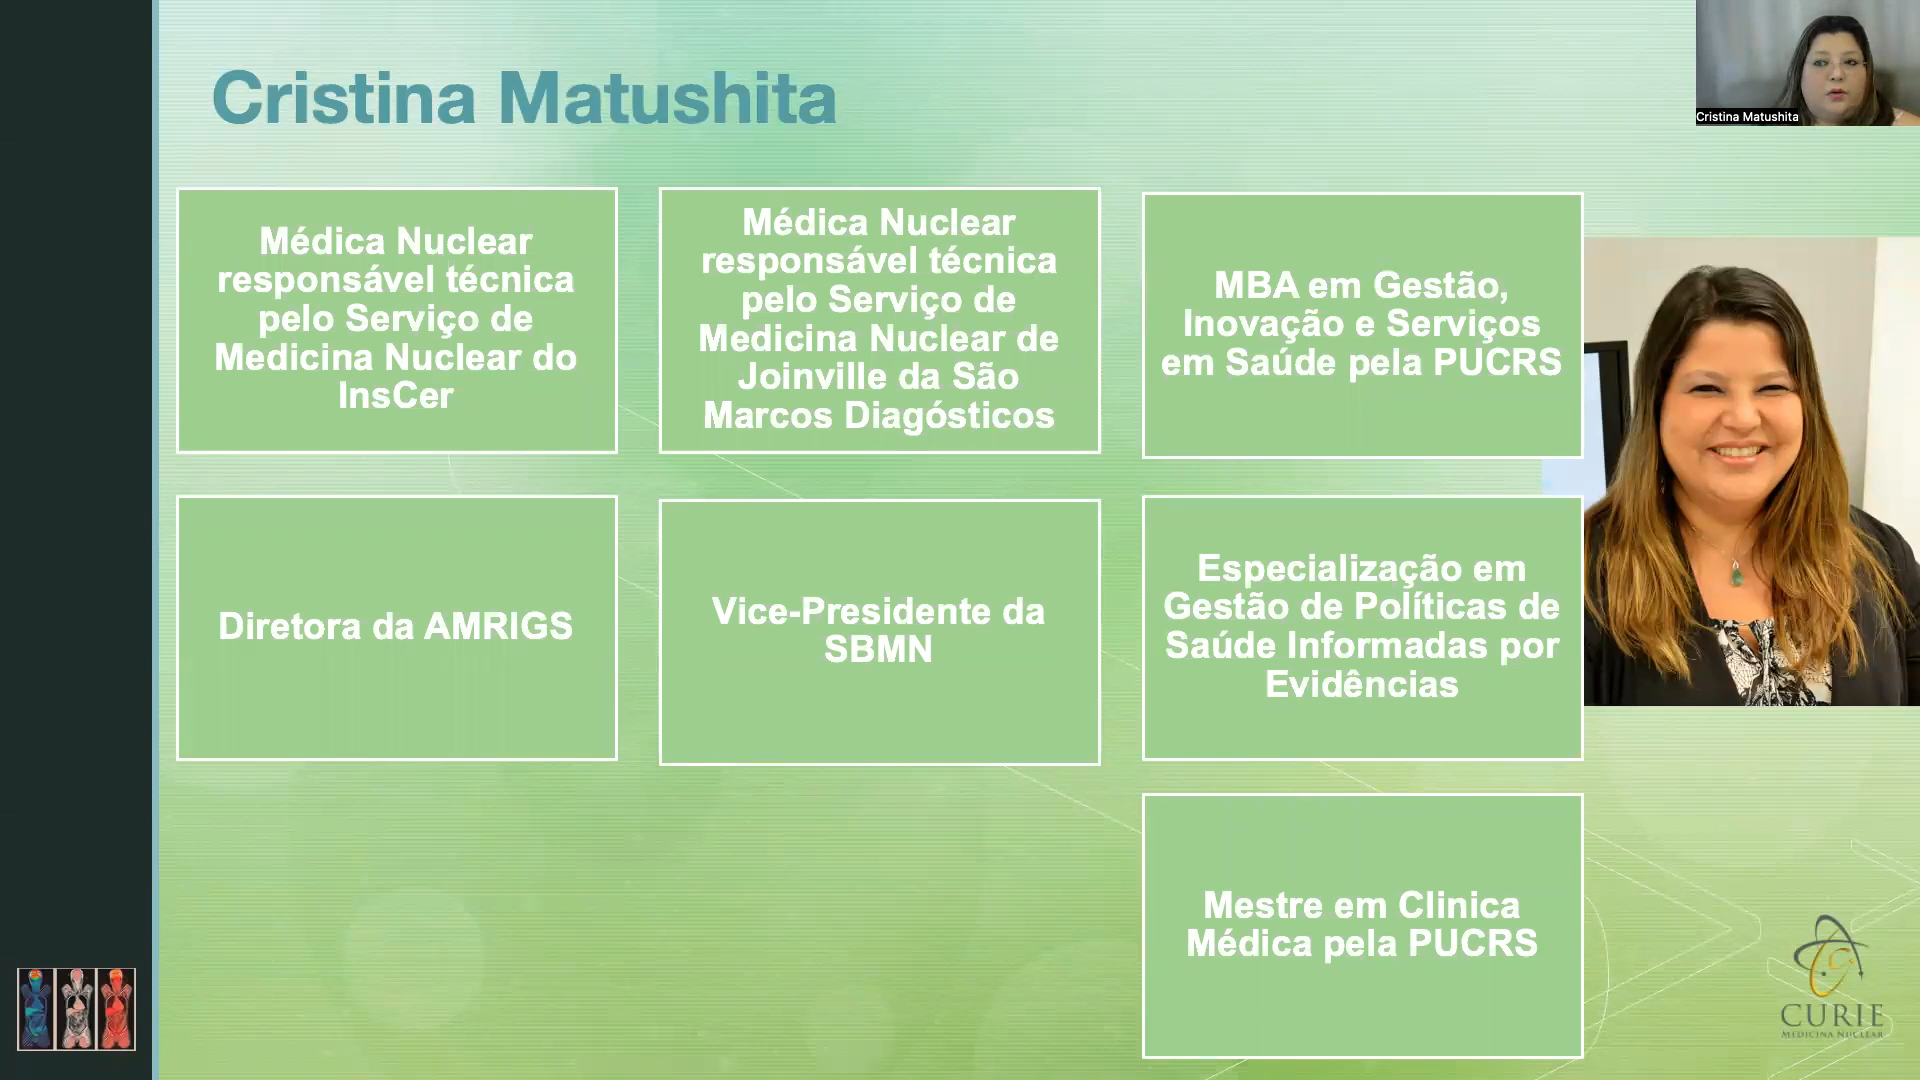 Cristina Matushita
Cristina Matushita
Médica Nuclear
responsável técnica
pelo Serviço de
Medicina Nuclear do
InsCer
Médica Nuclear
responsável técnica
pelo Serviço de
Medicina Nuclear de
Joinville da São
Marcos Diagósticos
MBA em Gestão,
Inovação e Serviços
em Saúde pela PUCRS
Diretora da AMRIGS
Vice-Presidente da
SBMN
Especialização em
Gestão de Políticas de
Saúde Informadas por
Evidências
Mestre em Clinica
Médica pela PUCRS
CURIE
MEDICINA NUCLEAR